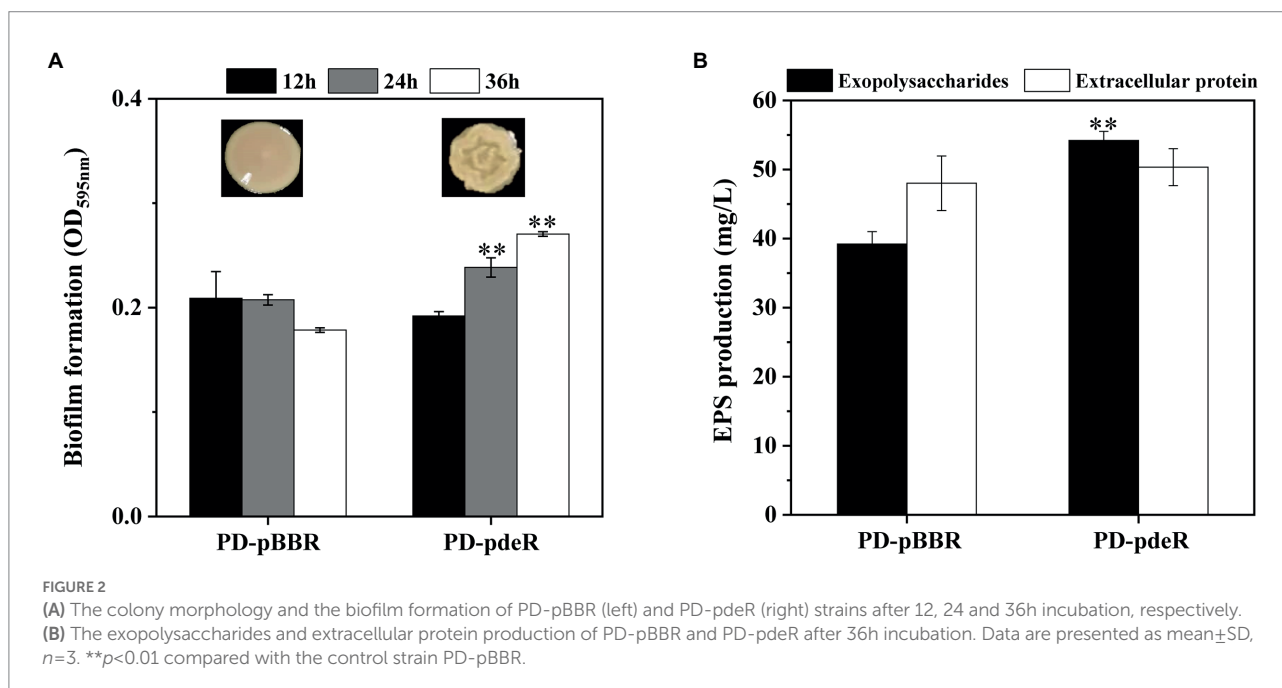 A
12h 24h 36h
0.4
0.2
0.0
Biofilm formation (OD595nm)
** **
PD-pBBR PD-pdeR
B
Exopolysaccharides Extracellular protein
60
50
40
30
20
10
0
EPS production (mg/L)
**
PD-pBBR PD-pdeR
FIGURE 2
(A) The colony morphology and the biofilm formation of PD-pBBR (left) and PD-pdeR (right) strains after 12, 24 and 36h incubation, respectively.
(B) The exopolysaccharides and extracellular protein production of PD-pBBR and PD-pdeR after 36h incubation. Data are presented as mean±SD,
n=3. **p<0.01 compared with the control strain PD-pBBR.